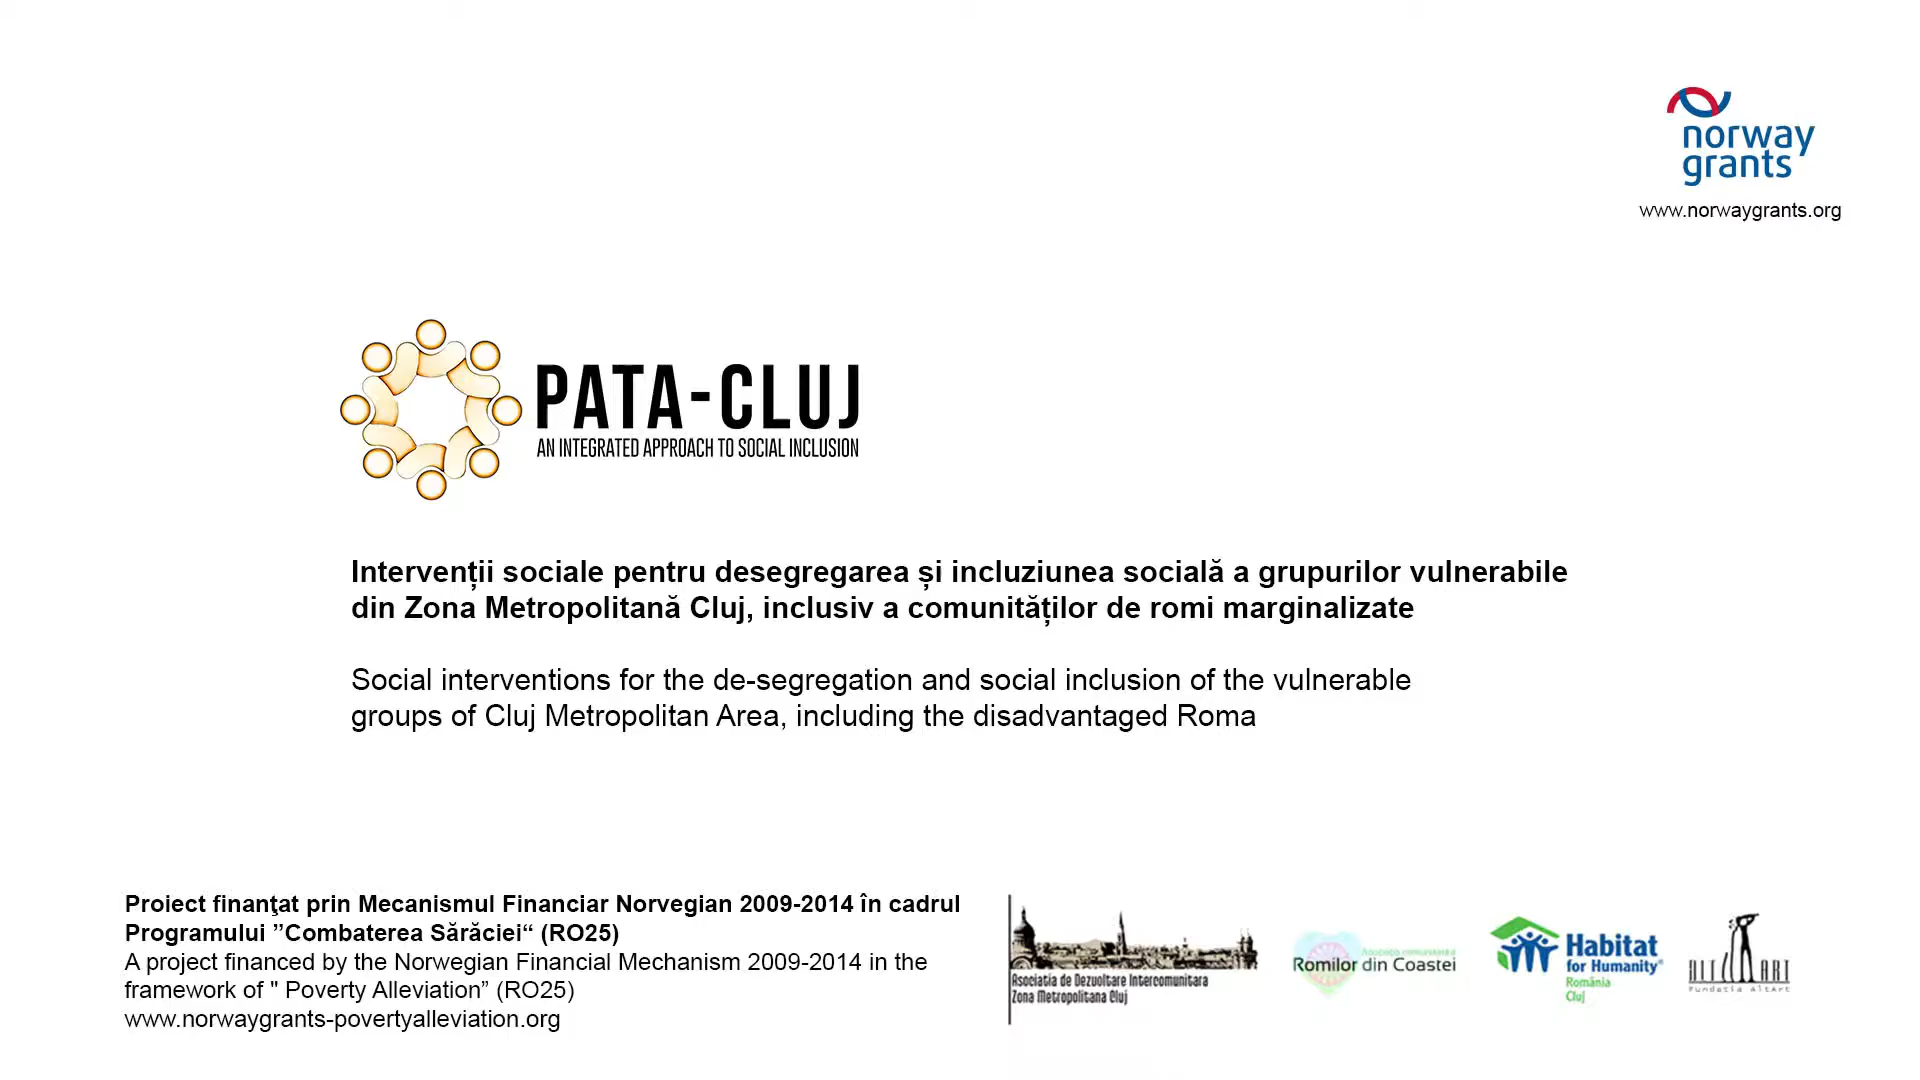 norway
grants
www.norwaygrants.org
PATA-CLUJ
AN INTEGRATED APPROACH TO SOCIAL INCLUSION
Intervenții sociale pentru desegregarea și incluziunea socială a grupurilor vulnerabile
din Zona Metropolitană Cluj, inclusiv a comunităților de romi marginalizate
Social interventions for the de-segregation and social inclusion of the vulnerable
groups of Cluj Metropolitan Area, including the disadvantaged Roma
Proiect finanţat prin Mecanismul Financiar Norvegian 2009-2014 în cadrul
Programului ”Combaterea Sărăciei“ (RO25)
A project financed by the Norwegian Financial Mechanism 2009-2014 in the
framework of " Poverty Alleviation” (RO25)
www.norwaygrants-povertyalleviation.org
Asociatia de Dezvoltare Intercomunitara
Zona Metropolitana Cluj
Asociația comunitară a
Romilor din Coastei
Habitat
for Humanity®
România
Cluj
ALTART
Fundatia AltArt